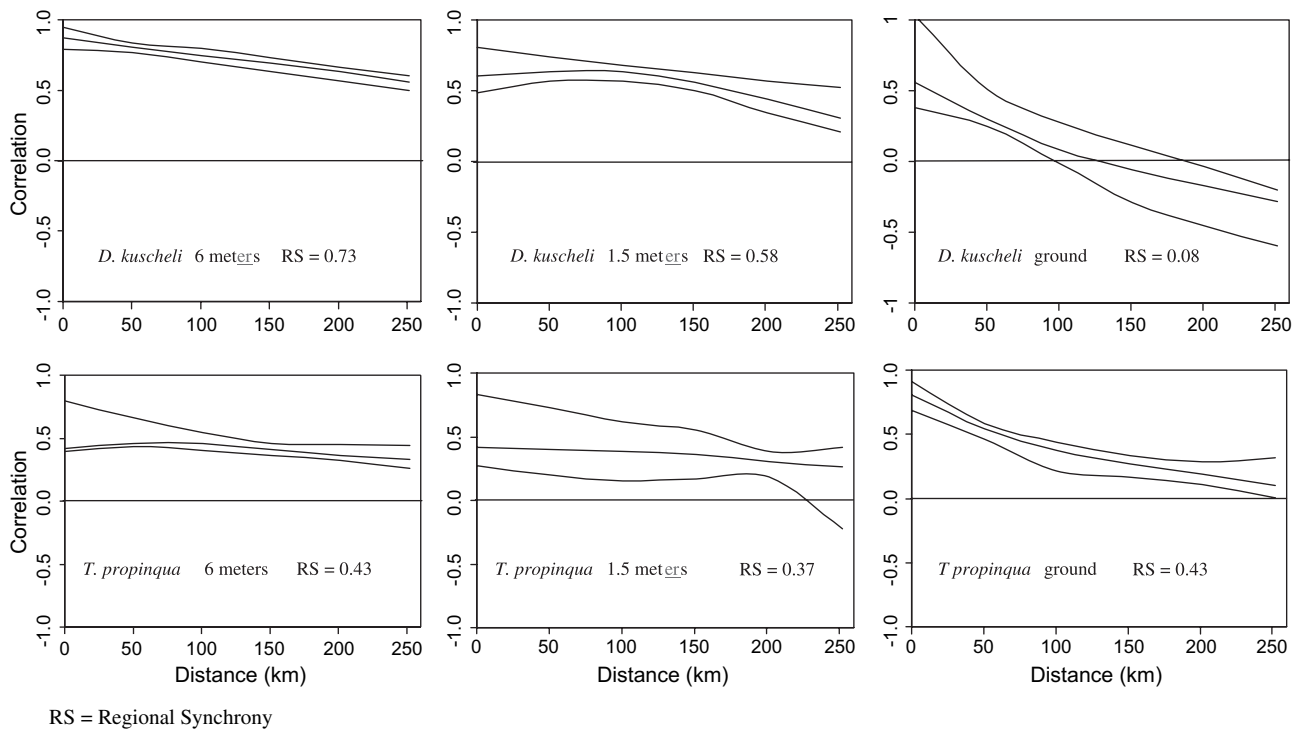 1.0 0.5 0.0 -0.5 -1.0
Correlation
D. kuscheli 6 meters RS = 0.73
0 50 100 150 200 250
1.0 0.5 0.0 -0.5 -1.0
D. kuscheli 1.5 meters RS = 0.58
0 50 100 150 200 250
1 0.5 0.0 -0.5 -1
D. kuscheli ground RS = 0.08
0 50 100 150 200 250
1.0 0.5 0.0 -0.5 -1.0
Correlation
T. propinqua 6 meters RS = 0.43
0 50 100 150 200 250
Distance (km)
1.0 0.5 0.0 -0.5 -1.0
T. propinqua 1.5 meters RS = 0.37
0 50 100 150 200 250
Distance (km)
1.0 0.5 0.0 -0.5 -1.0
T propinqua ground RS = 0.43
0 50 100 150 200 250
Distance (km)
RS = Regional Synchrony